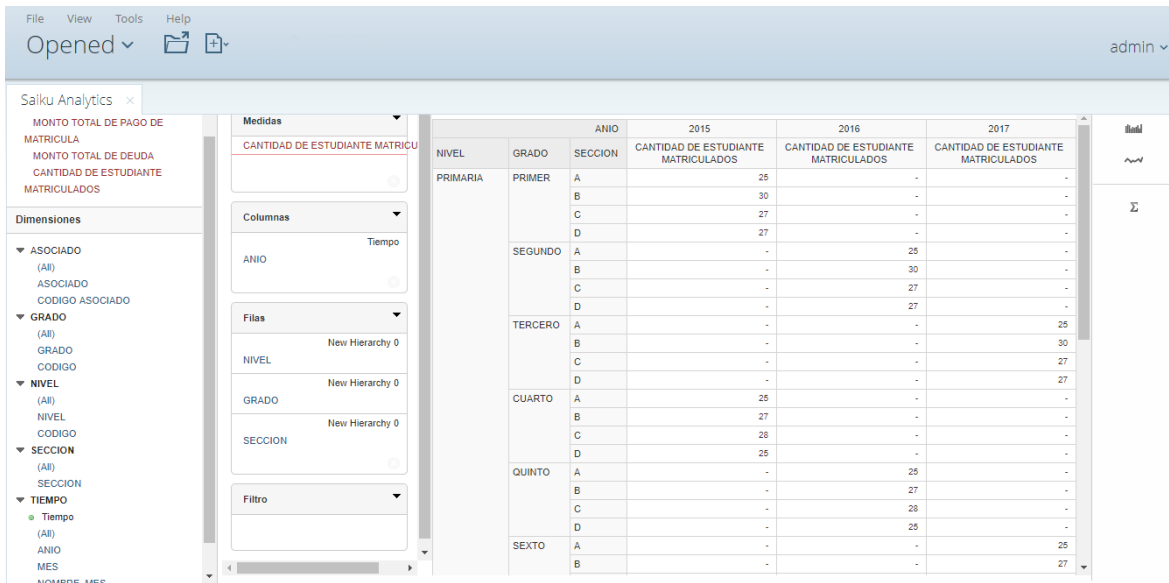 File View Tools Help
Opened
admin
Saiku Analytics ×
MONTO TOTAL DE PAGO DE
MATRICULA
MONTO TOTAL DE DEUDA
CANTIDAD DE ESTUDIANTE
MATRICULADOS
Dimensiones
ASOCIADO
(All)
ASOCIADO
CODIGO ASOCIADO
GRADO
(All)
GRADO
CODIGO
NIVEL
(All)
NIVEL
CODIGO
SECCION
(All)
SECCION
TIEMPO
Tiempo
(All)
ANIO
MES
NOMBRE MES
Medidas
CANTIDAD DE ESTUDIANTE MATRICU
Columnas
Tiempo
ANIO
Filas
New Hierarchy 0
NIVEL
New Hierarchy 0
GRADO
New Hierarchy 0
SECCION
Filtro
ANIO 2015 2016 2017
NIVEL GRADO SECCION CANTIDAD DE ESTUDIANTE MATRICULADOS CANTIDAD DE ESTUDIANTE MATRICULADOS CANTIDAD DE ESTUDIANTE MATRICULADOS
PRIMARIA PRIMER A 25 - -
B 30 - -
C 27 - -
D 27 - -
SEGUNDO A - 25 -
B - 30 -
C - 27 -
D - 27 -
TERCERO A - - 25
B - - 30
C - - 27
D - - 27
CUARTO A 25 - -
B 27 - -
C 28 - -
D 25 - -
QUINTO A - 25 -
B - 27 -
C - 28 -
D - 25 -
SEXTO A - - 25
B - - 27
Σ